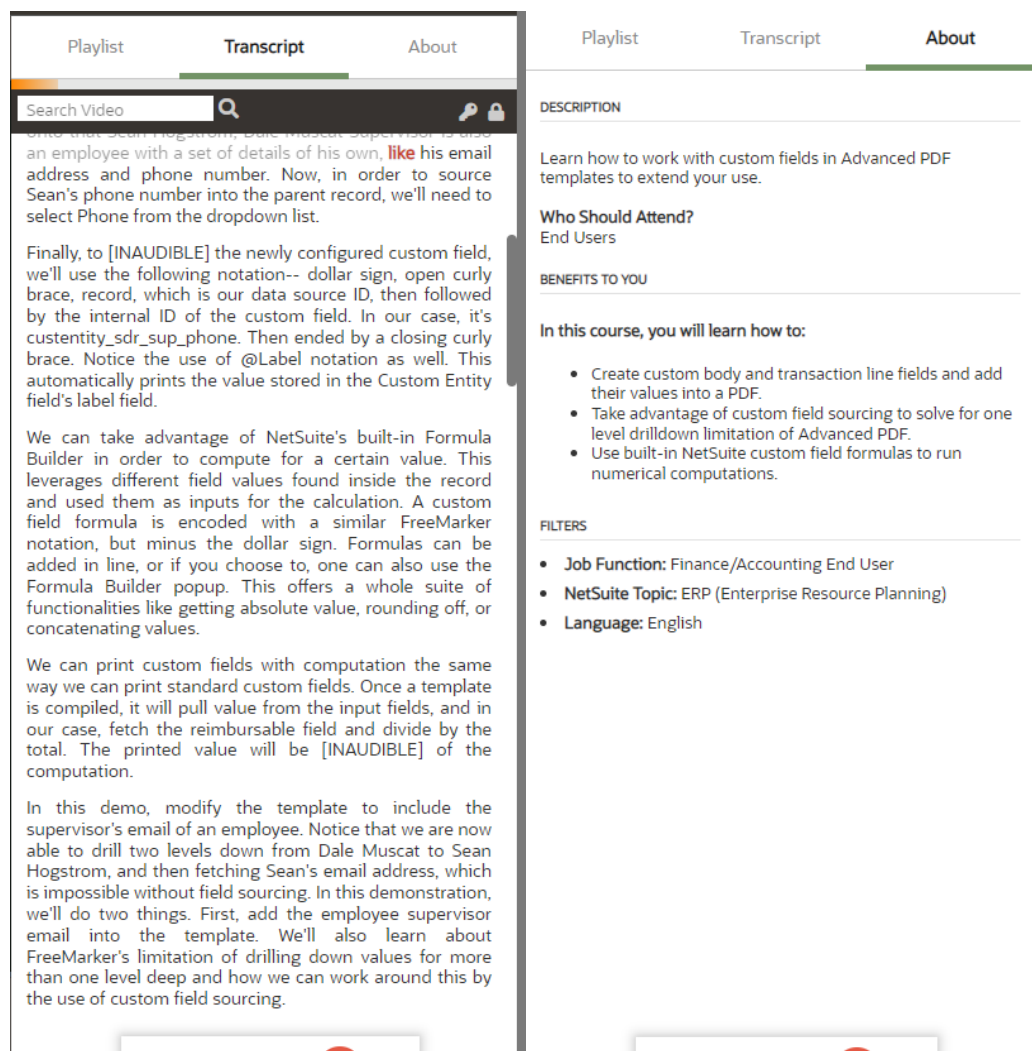 Playlist
Transcript
About
Search Video
onto that Sean Hogstrom, Dale Muscat Supervisor is also
an employee with a set of details of his own, like his email
address and phone number. Now, in order to source
Sean's phone number into the parent record, we'll need to
select Phone from the dropdown list.
Finally, to [INAUDIBLE] the newly configured custom field,
we'll use the following notation-- dollar sign, open curly
brace, record, which is our data source ID, then followed
by the internal ID of the custom field. In our case, it's
custentity_sdr_sup_phone. Then ended by a closing curly
brace. Notice the use of @Label notation as well. This
automatically prints the value stored in the Custom Entity
field's label field.
We can take advantage of NetSuite's built-in Formula
Builder in order to compute for a certain value. This
leverages different field values found inside the record
and used them as inputs for the calculation. A custom
field formula is encoded with a similar FreeMarker
notation, but minus the dollar sign. Formulas can be
added in line, or if you choose to, one can also use the
Formula Builder popup. This offers a whole suite of
functionalities like getting absolute value, rounding off, or
concatenating values.
We can print custom fields with computation the same
way we can print standard custom fields. Once a template
is compiled, it will pull value from the input fields, and in
our case, fetch the reimbursable field and divide by the
total. The printed value will be [INAUDIBLE] of the
computation.
In this demo, modify the template to include the
supervisor's email of an employee. Notice that we are now
able to drill two levels down from Dale Muscat to Sean
Hogstrom, and then fetching Sean's email address, which
is impossible without field sourcing. In this demonstration,
we'll do two things. First, add the employee supervisor
email into the template. We'll also learn about
FreeMarker's limitation of drilling down values for more
than one level deep and how we can work around this by
the use of custom field sourcing.
Playlist
Transcript
About
DESCRIPTION
Learn how to work with custom fields in Advanced PDF
templates to extend your use.
Who Should Attend?
End Users
BENEFITS TO YOU
In this course, you will learn how to:
• Create custom body and transaction line fields and add
their values into a PDF.
• Take advantage of custom field sourcing to solve for one
level drilldown limitation of Advanced PDF.
• Use built-in NetSuite custom field formulas to run
numerical computations.
FILTERS
• Job Function: Finance/Accounting End User
• NetSuite Topic: ERP (Enterprise Resource Planning)
• Language: English